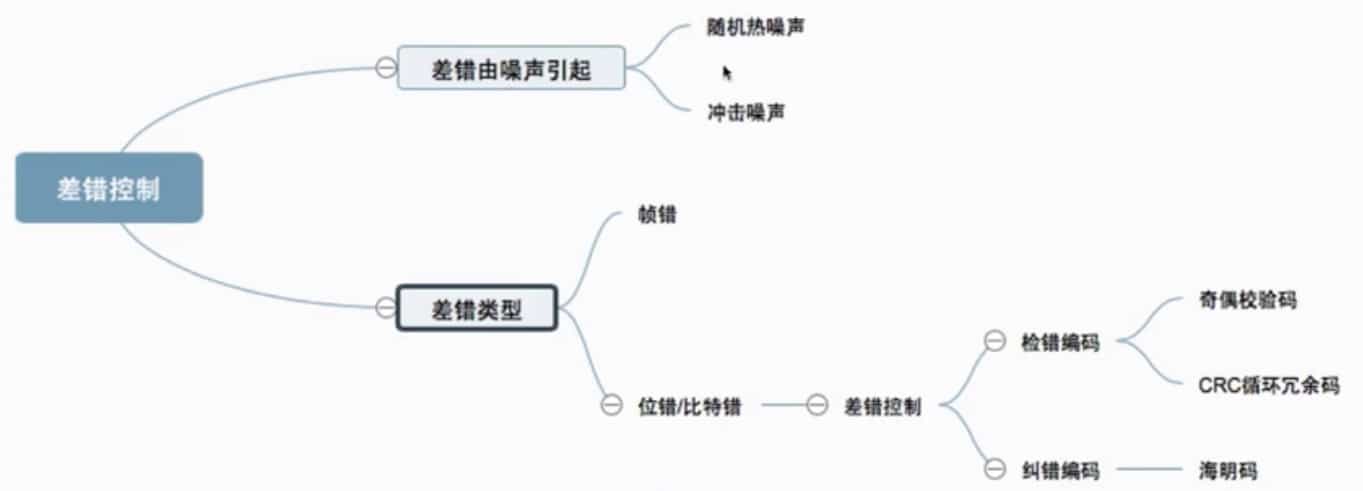 随机热噪声
差错由噪声引起
冲击噪声
差错控制
帧错
差错类型
奇偶校验码
检错编码
CRC循环冗余码
位错/比特错
差错控制
纠错编码
海明码